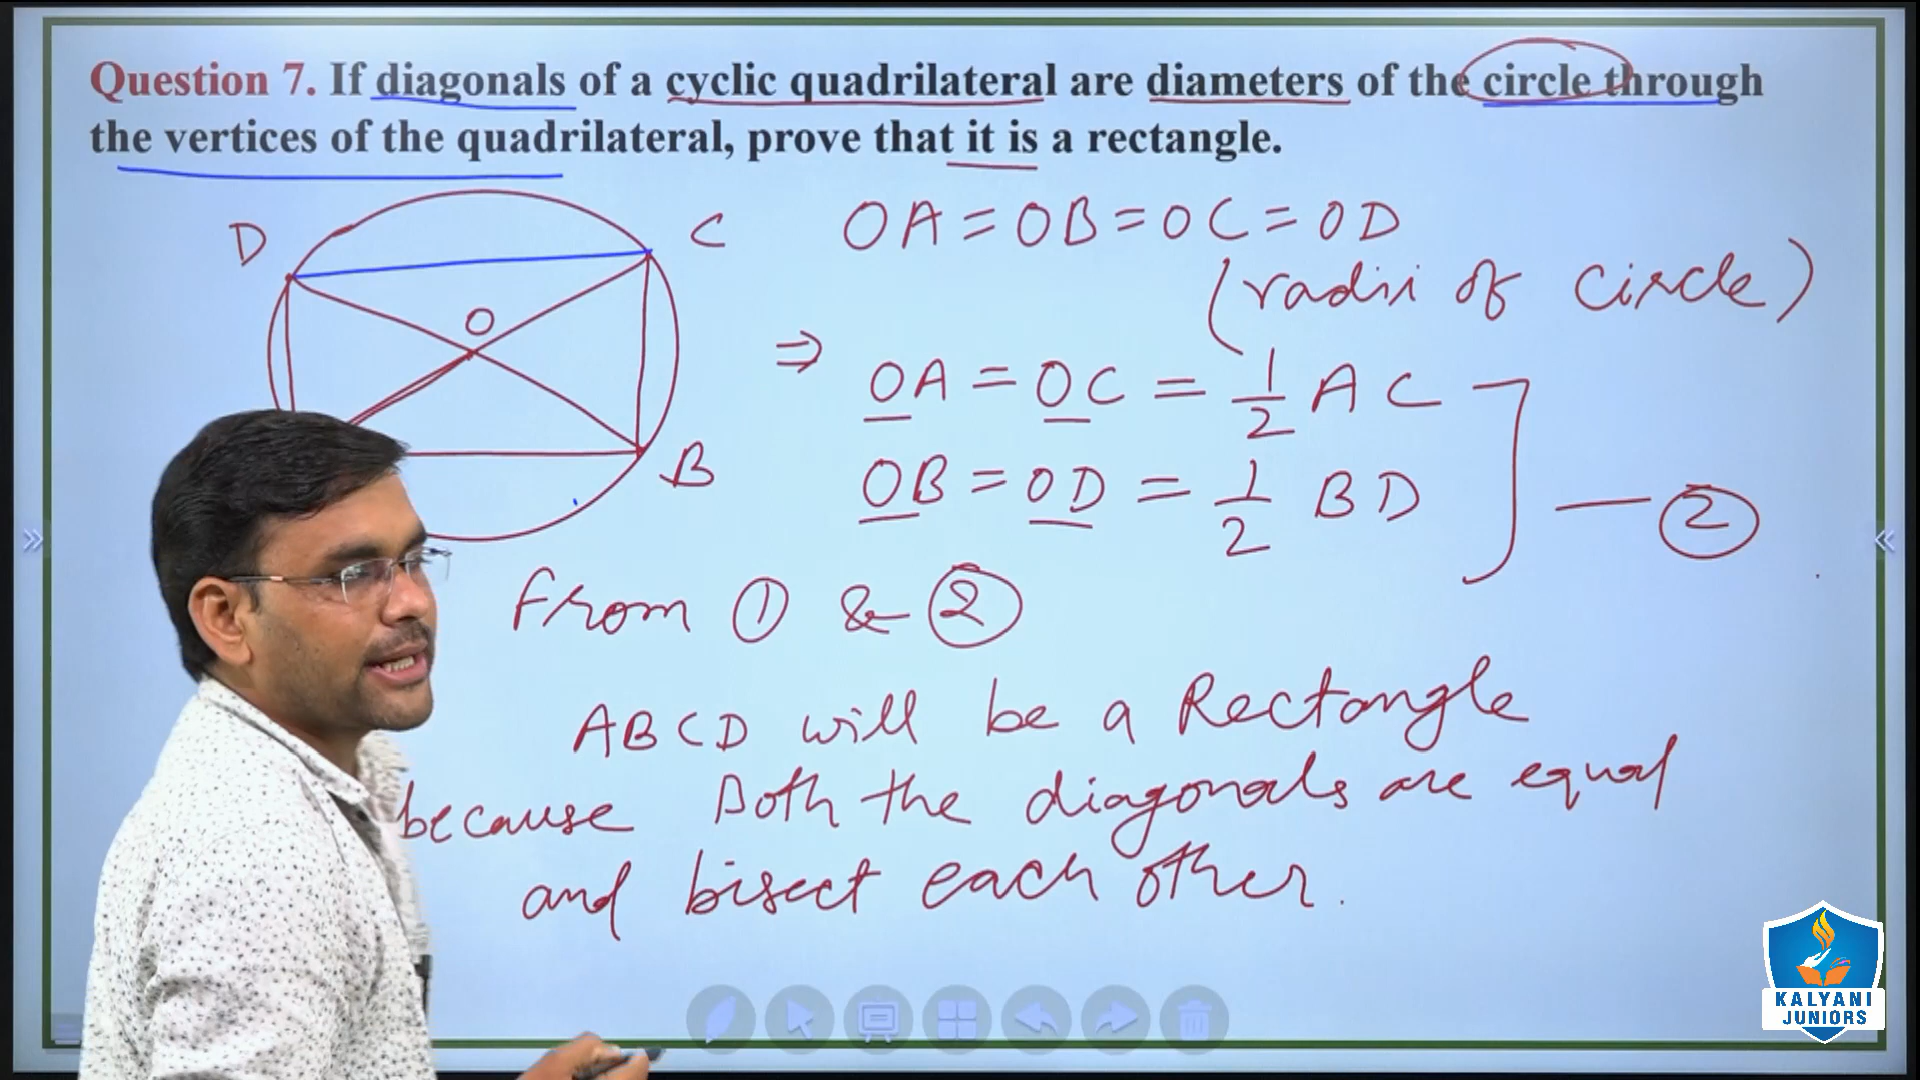 Question 7. If diagonals of a cyclic quadrilateral are diameters of the circle through
the vertices of the quadrilateral, prove that it is a rectangle.
D
C
O
B
OA = OB = OC = OD
(radii of circle)
⇒ OA = OC = 1/2 AC
OB = OD = 1/2 BD
— ②
From ① & ②
ABCD will be a Rectangle
because Both the diagonals are equal
and bisect each other.
KALYANI
JUNIORS